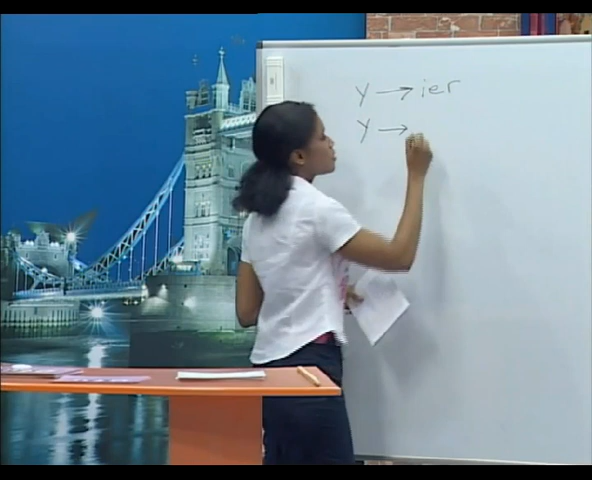 y → ier
y →